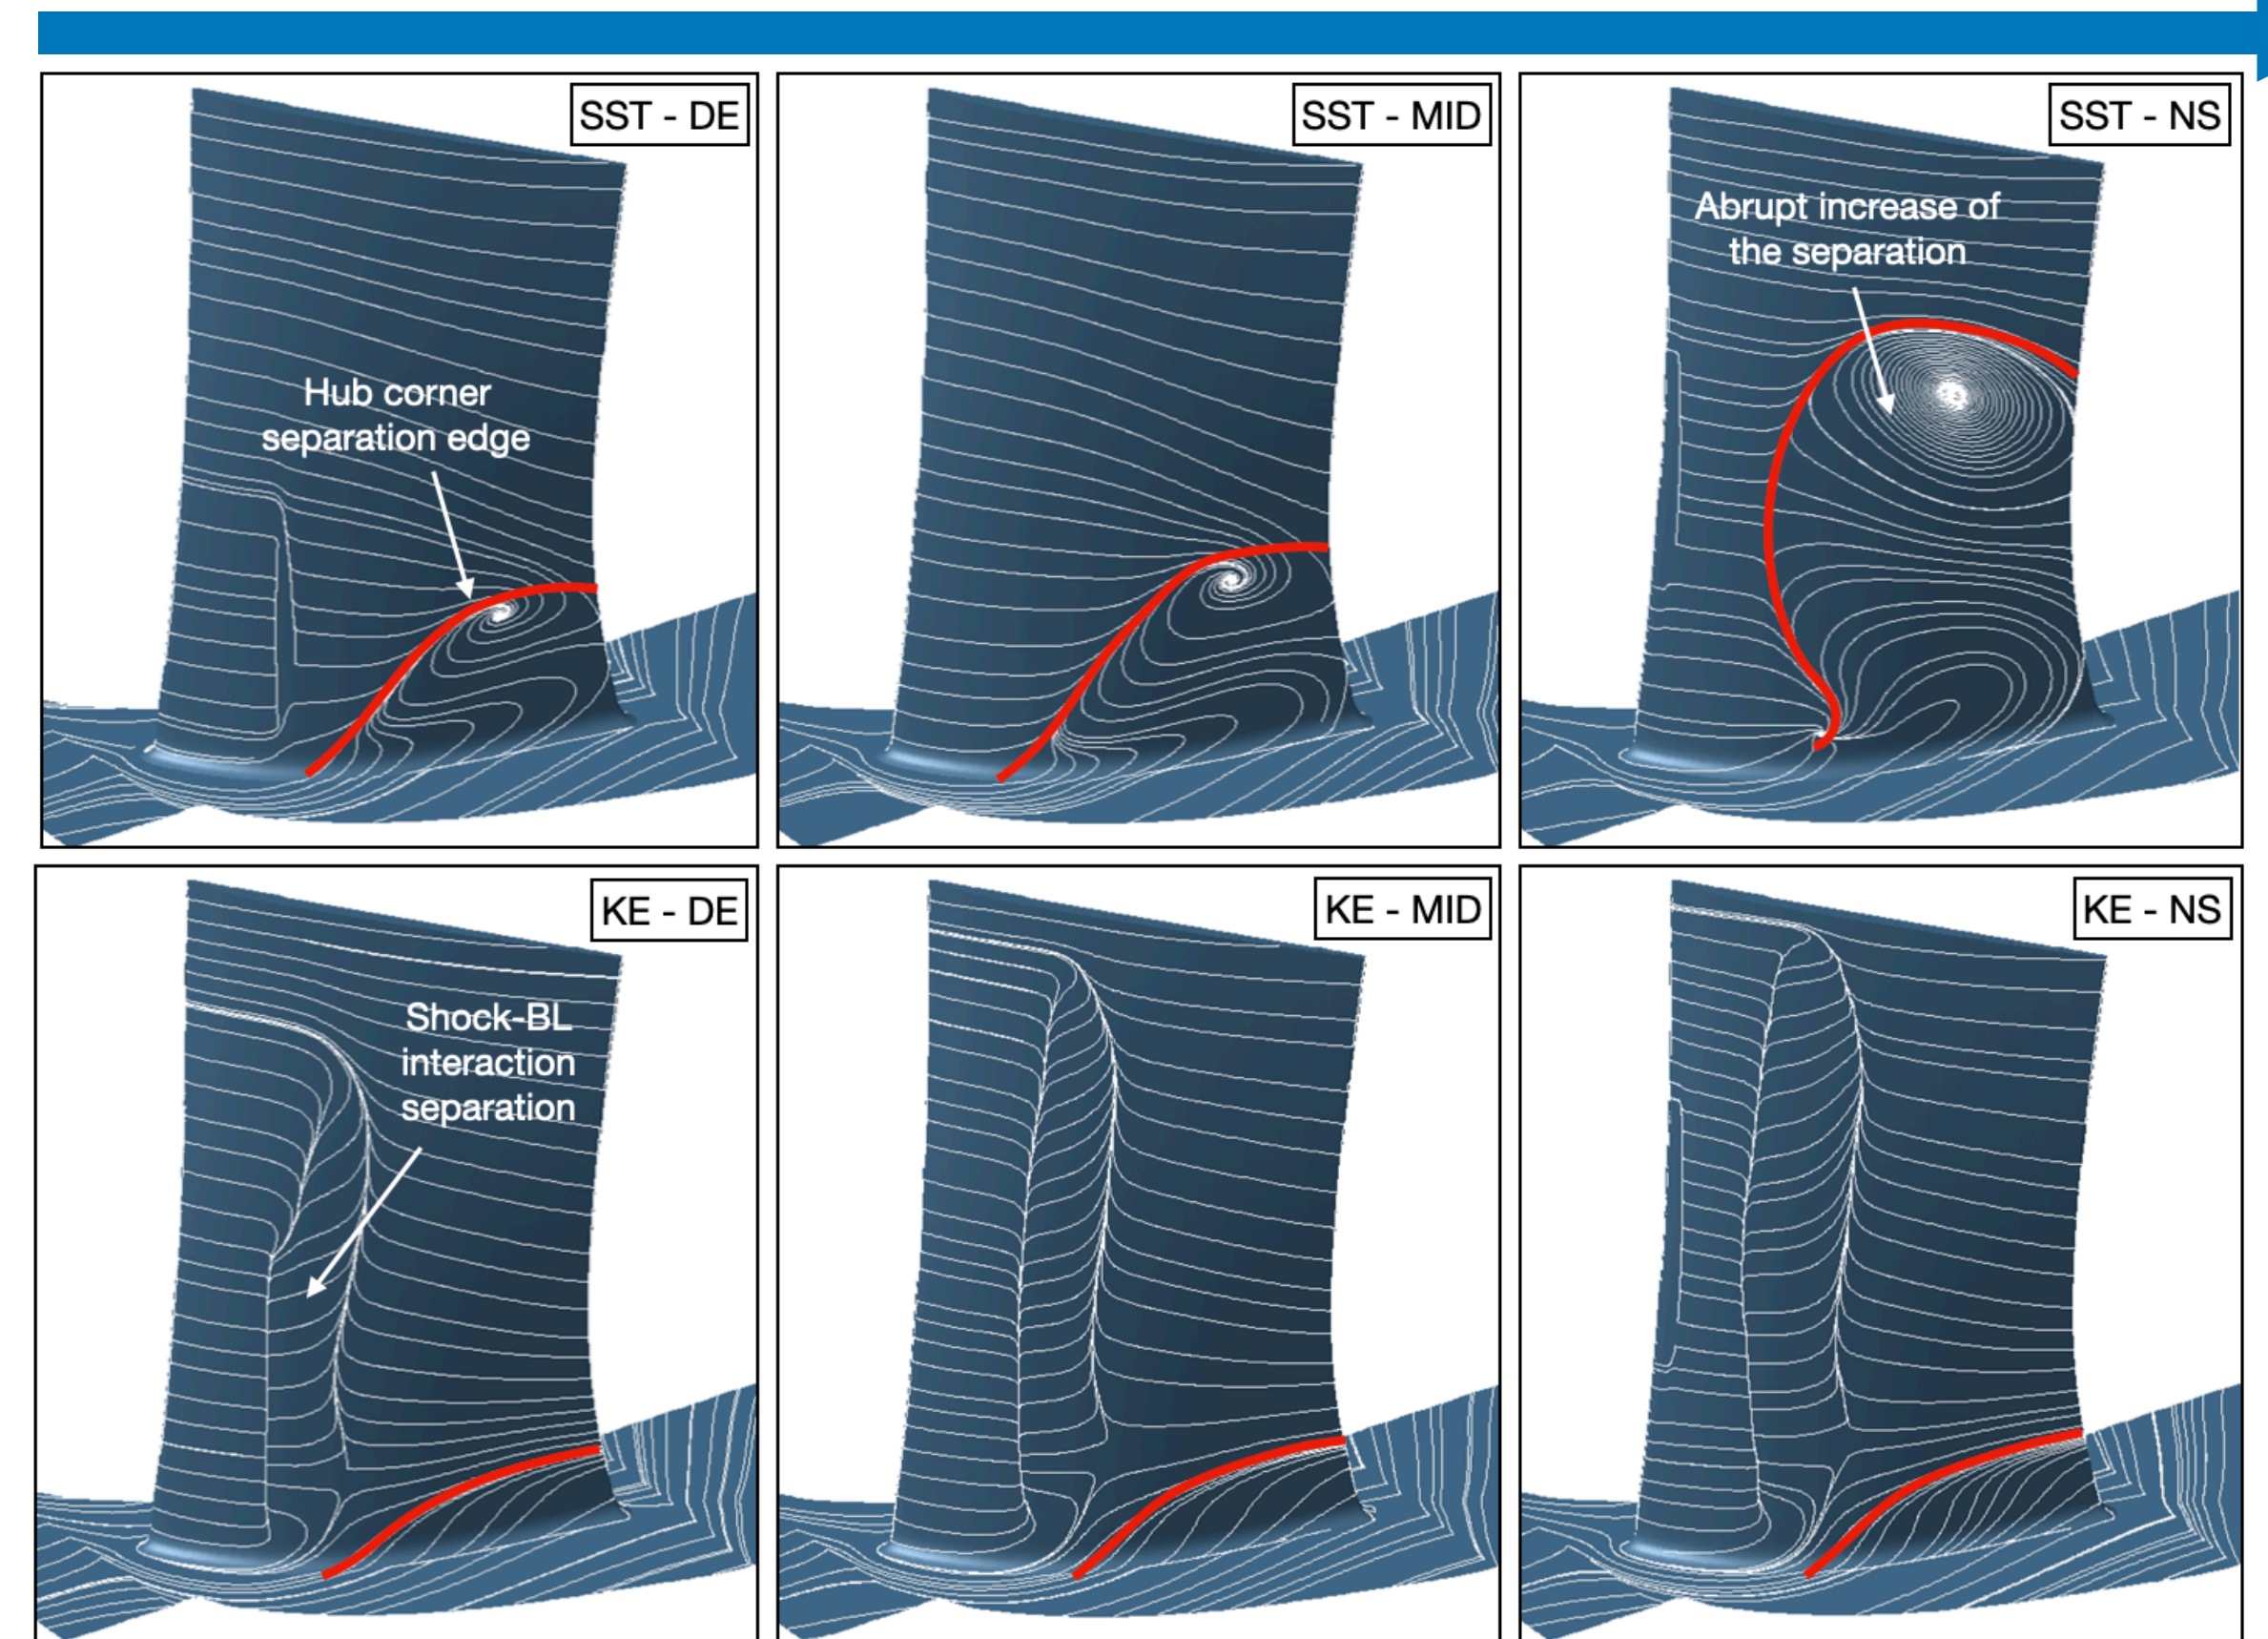 SST - DE
SST - MID
SST - NS
Abrupt increase of
the separation
Hub corner
separation edge
KE - DE
KE - MID
KE - NS
Shock-BL
interaction
separation